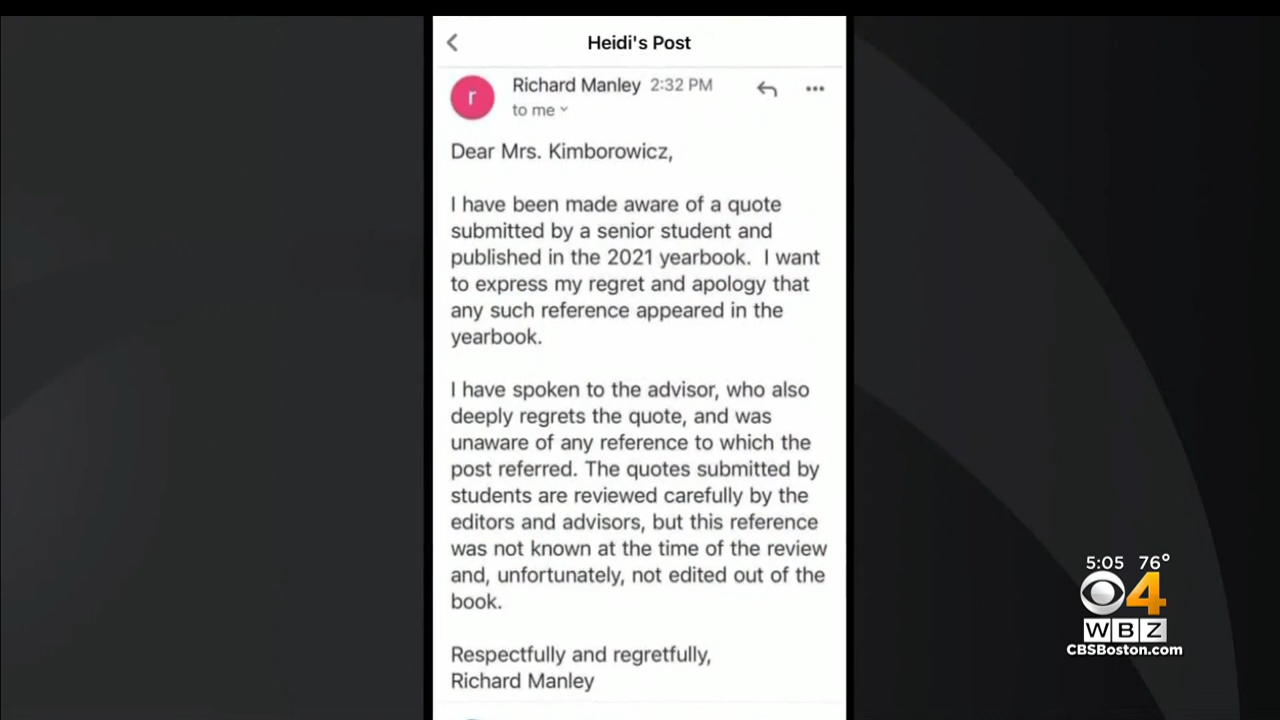 Heidi's Post
r
Richard Manley 2:32 PM
to me
Dear Mrs. Kimborowicz,
I have been made aware of a quote
submitted by a senior student and
published in the 2021 yearbook. I want
to express my regret and apology that
any such reference appeared in the
yearbook.
I have spoken to the advisor, who also
deeply regrets the quote, and was
unaware of any reference to which the
post referred. The quotes submitted by
students are reviewed carefully by the
editors and advisors, but this reference
was not known at the time of the review
and, unfortunately, not edited out of the
book.
Respectfully and regretfully,
Richard Manley
5:05 76°
4
WBZ
CBSBoston.com